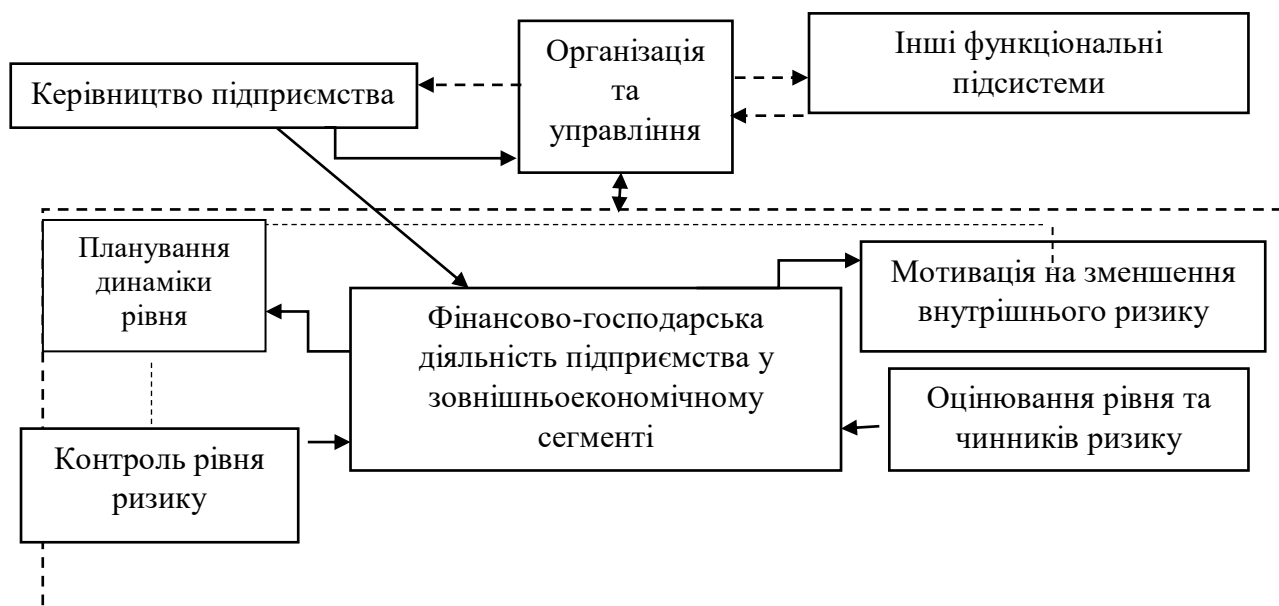 Керівництво підприємства
Організація
та
управління
Інші функціональні
підсистеми
Планування
динаміки
рівня
Фінансово-господарська
діяльність підприємства у
зовнішньоекономічному
сегменті
Мотивація на зменшення
внутрішнього ризику
Оцінювання рівня та
чинників ризику
Контроль рівня
ризику